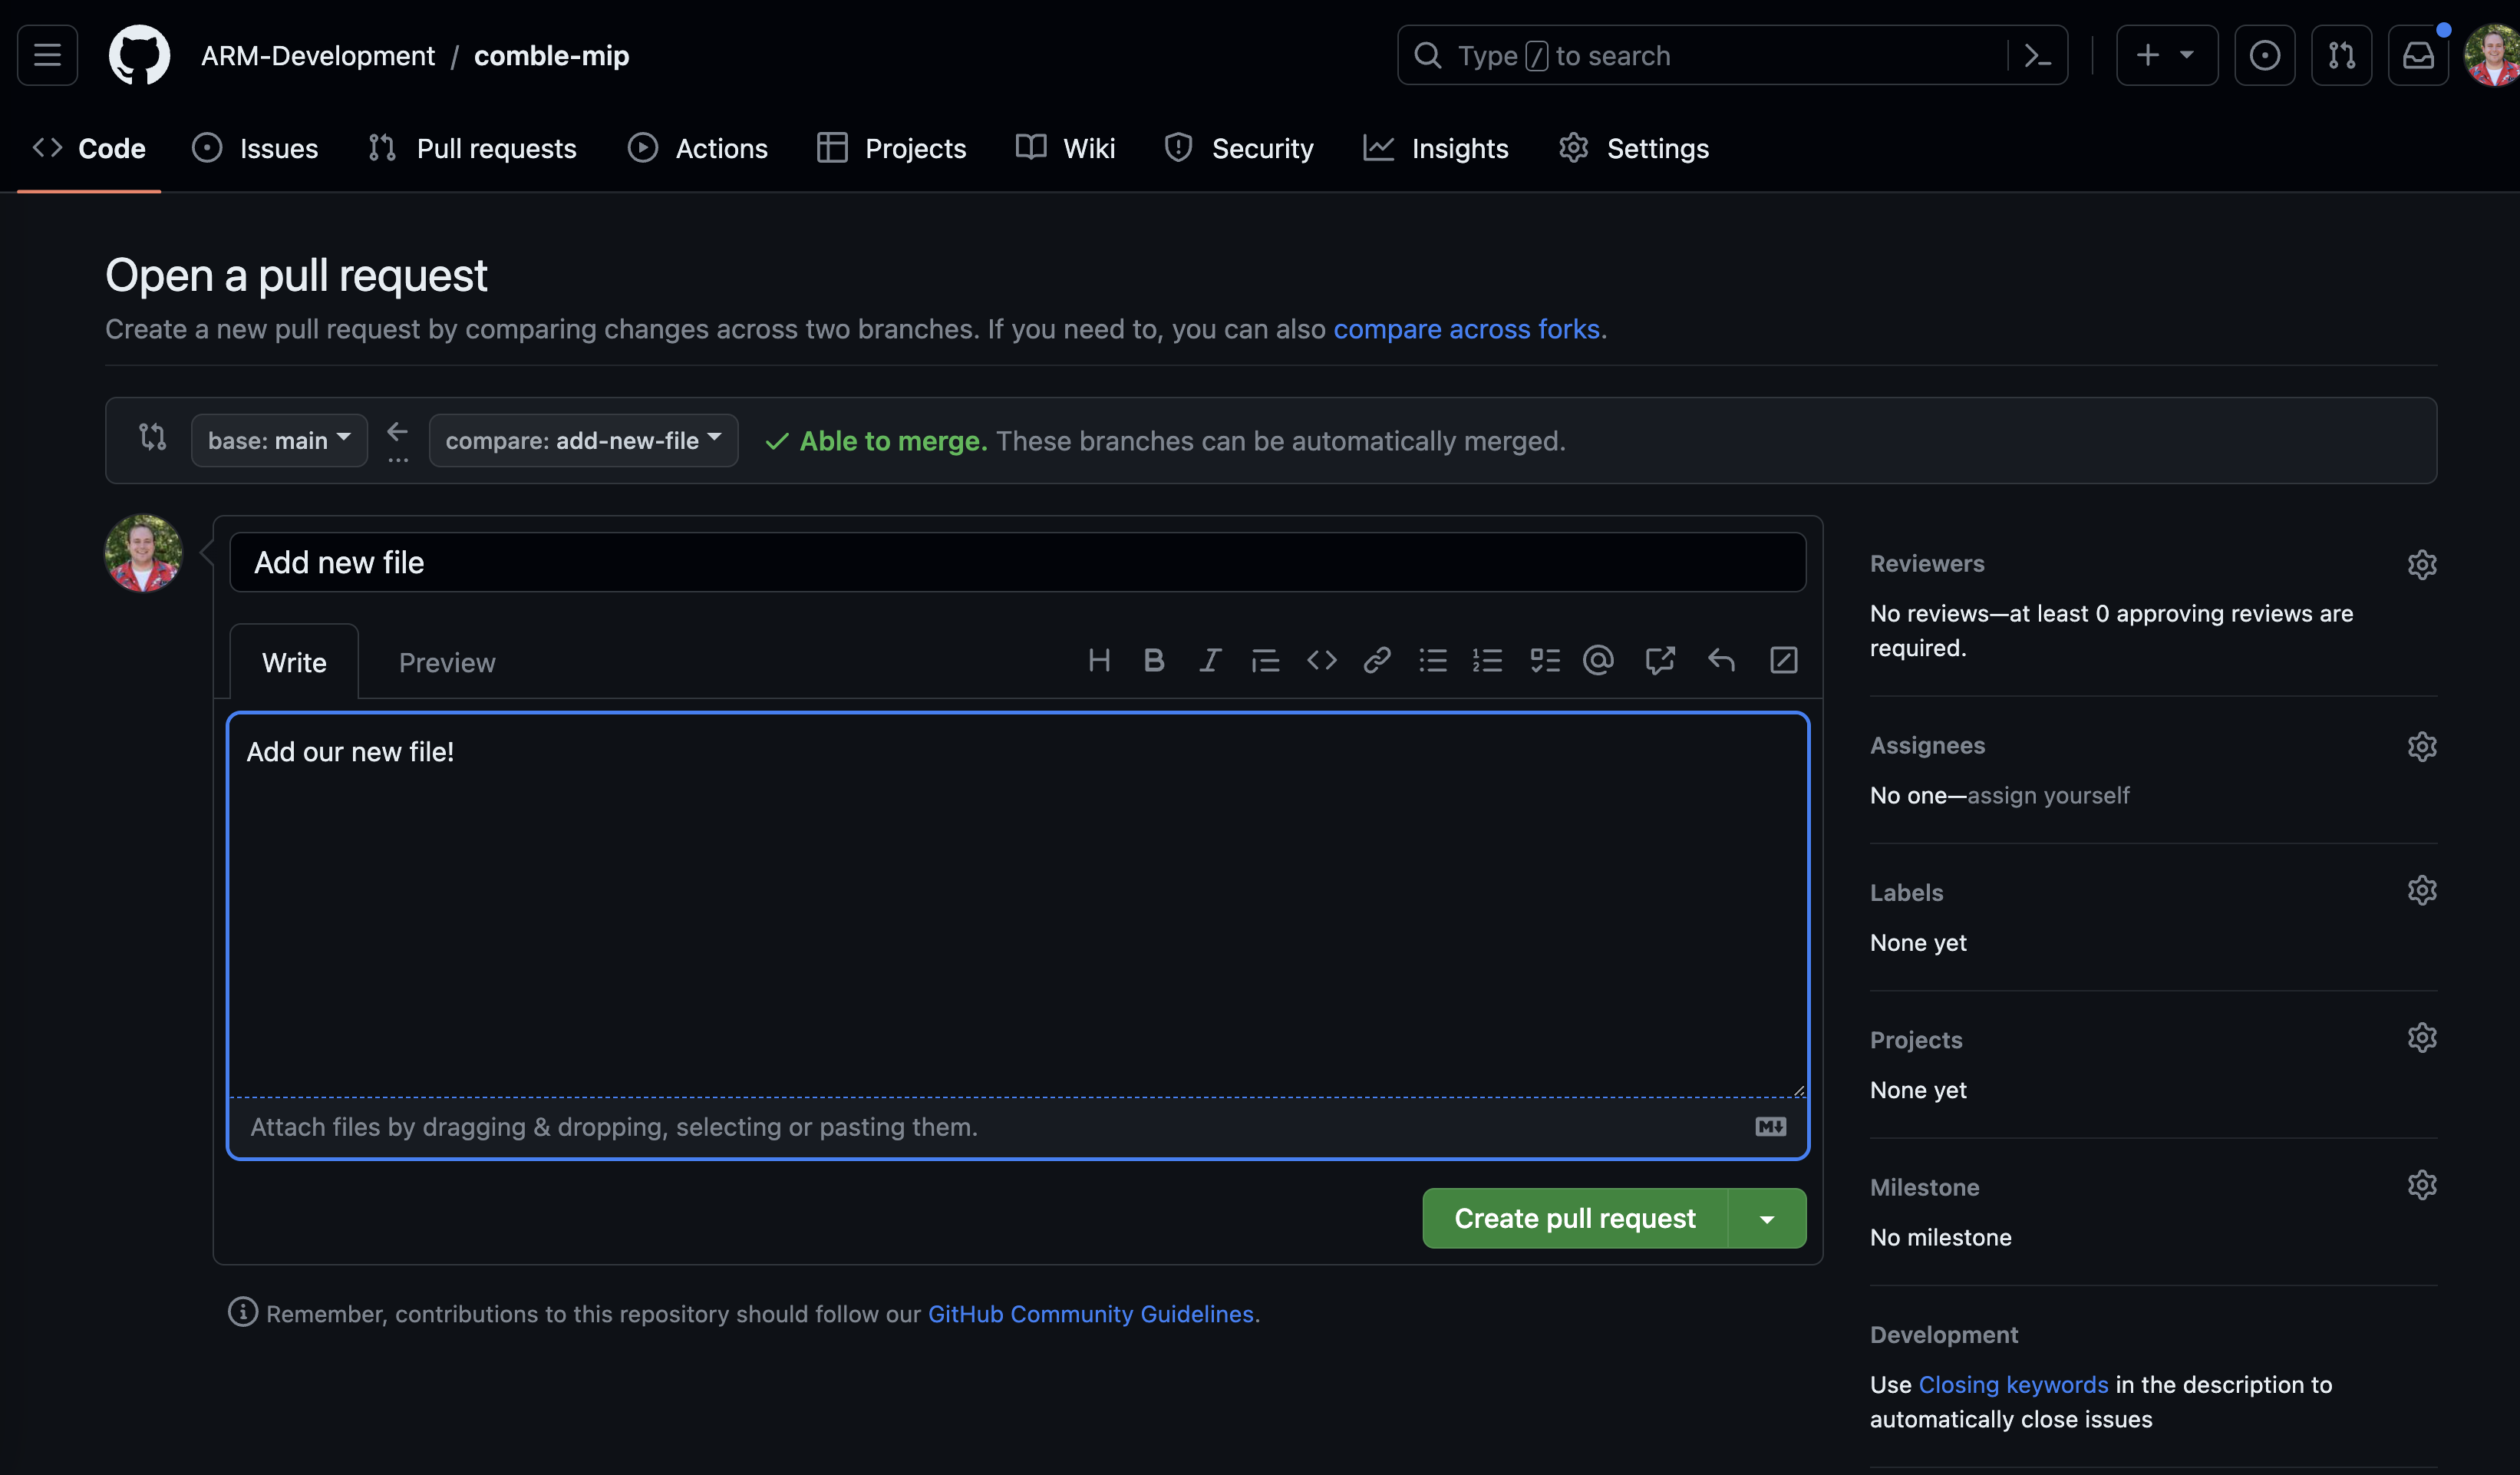 ARM-Development / comble-mip
Type / to search
Code Issues Pull requests Actions Projects Wiki Security Insights Settings
Open a pull request
Create a new pull request by comparing changes across two branches. If you need to, you can also compare across forks.
base: main ← compare: add-new-file ✓ Able to merge. These branches can be automatically merged.
...
Add new file
Write Preview
Add our new file!
Attach files by dragging & dropping, selecting or pasting them.
Create pull request
Remember, contributions to this repository should follow our GitHub Community Guidelines.
Reviewers
No reviews—at least 0 approving reviews are
required.
Assignees
No one—assign yourself
Labels
None yet
Projects
None yet
Milestone
No milestone
Development
Use Closing keywords in the description to
automatically close issues